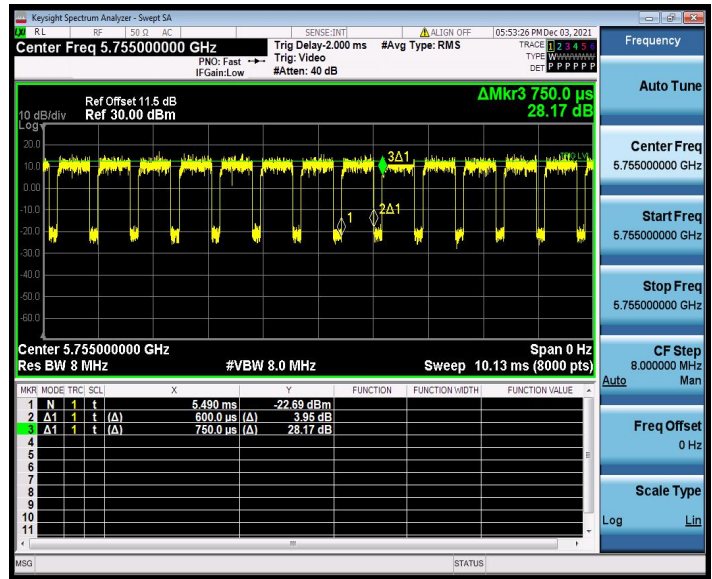 Keysight Spectrum Analyzer - Swept SA
LXI RL RF 50 Ω AC SENSE:INT ALIGN OFF 05:53:26 PM Dec 03, 2021
Center Freq 5.755000000 GHz
PNO: Fast
IFGain:Low
Trig Delay-2.000 ms
Trig: Video
#Atten: 40 dB
#Avg Type: RMS
TRACE 1 2 3 4 5 6
TYPE WWWWWW
DET P P P P P P
ΔMkr3 750.0 µs
28.17 dB
Ref Offset 11.5 dB
10 dB/div Ref 30.00 dBm
Log
20.0
10.0
0.00
-10.0
-20.0
-30.0
-40.0
-50.0
-60.0
3Δ1
2Δ1
1
Center 5.755000000 GHz Span 0 Hz
Res BW 8 MHz #VBW 8.0 MHz Sweep 10.13 ms (8000 pts)
MKR MODE TRC SCL X Y FUNCTION FUNCTION WIDTH FUNCTION VALUE
1 N 1 t 5.490 ms -22.69 dBm
2 Δ1 1 t (Δ) 600.0 µs (Δ) 3.95 dB
3 Δ1 1 t (Δ) 750.0 µs (Δ) 28.17 dB
4
5
6
7
8
9
10
11
MSG STATUS
Frequency
Auto Tune
Center Freq
5.755000000 GHz
Start Freq
5.755000000 GHz
Stop Freq
5.755000000 GHz
CF Step
8.000000 MHz
Auto Man
Freq Offset
0 Hz
Scale Type
Log Lin